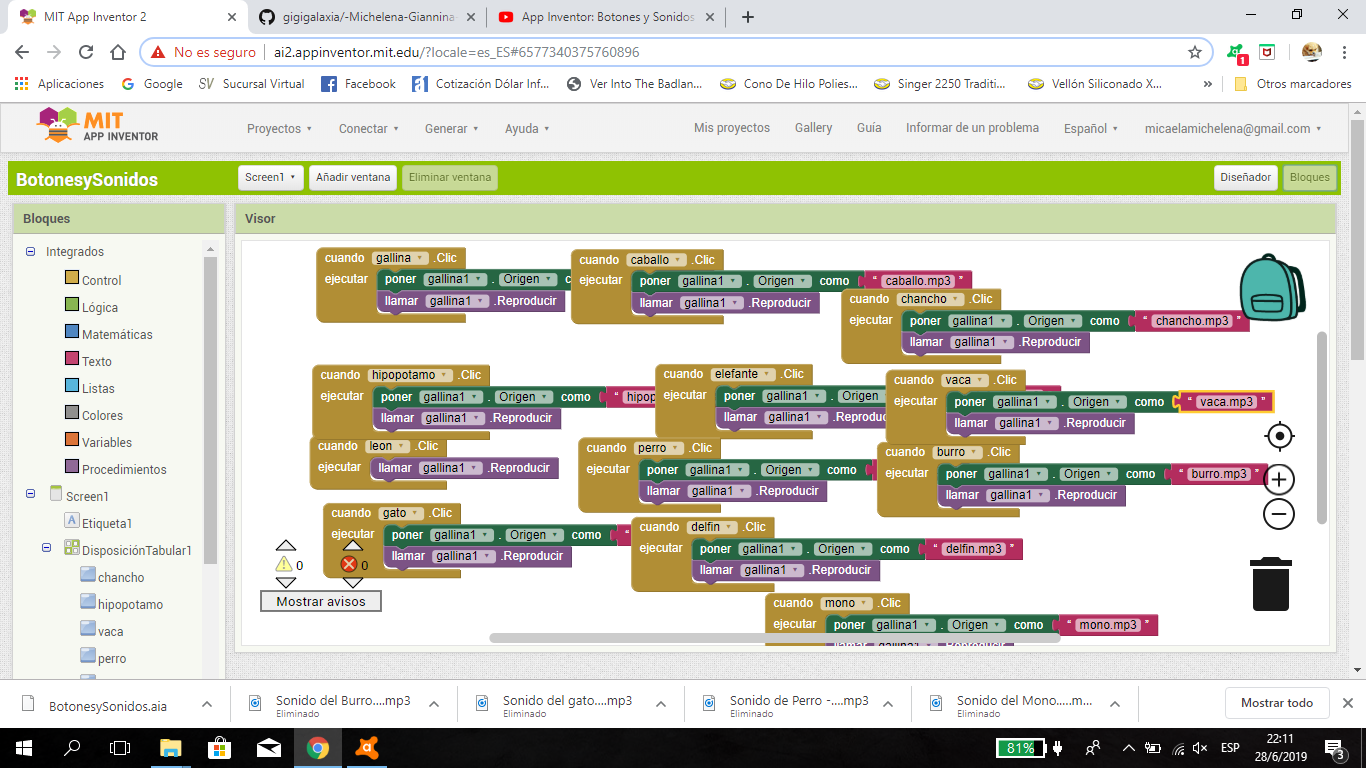 MIT App Inventor 2
gigigalaxia/-Michelena-Giannina-
App Inventor: Botones y Sonidos
No es seguro | ai2.appinventor.mit.edu/?locale=es_ES#6577340375760896
1
Aplicaciones Google Sucursal Virtual Facebook Cotización Dólar Inf... Ver Into The Badlan... Cono De Hilo Polies... Singer 2250 Traditi... Vellón Siliconado X... » Otros marcadores
MIT
APP INVENTOR
Proyectos Conectar Generar Ayuda Mis proyectos Gallery Guía Informar de un problema Español micaelamichelena@gmail.com
BotonesySonidos Screen1 Añadir ventana Eliminar ventana Diseñador Bloques
Bloques
Integrados
Control
Lógica
Matemáticas
Texto
Listas
Colores
Variables
Procedimientos
Screen1
Etiqueta1
DisposiciónTabular1
chancho
hipopotamo
vaca
perro
Visor
cuando gallina .Clic
ejecutar poner gallina1 . Origen
llamar gallina1 .Reproducir
cuando caballo .Clic
ejecutar poner gallina1 . Origen como " caballo.mp3 "
llamar gallina1 .Reproducir
cuando chancho .Clic
ejecutar poner gallina1 . Origen como " chancho.mp3 "
llamar gallina1 .Reproducir
cuando hipopotamo .Clic
ejecutar poner gallina1 . Origen como " hipop
llamar gallina1 .Reproducir
cuando elefante .Clic
ejecutar poner gallina1 . Origen
llamar gallina1 .Reprodu
cuando vaca .Clic
ejecutar poner gallina1 . Origen como " vaca.mp3 "
llamar gallina1 .Reproducir
cuando leon .Clic
ejecutar llamar gallina1 .Reproducir
cuando perro .Clic
ejecutar poner gallina1 . Origen como
llamar gallina1 .Reproducir
cuando burro .Clic
ejecutar poner gallina1 . Origen como " burro.mp3 "
llamar gallina1 .Reproducir
cuando gato .Clic
ejecutar poner gallina1 . Origen como "
llamar gallina1 .Reproducir
cuando delfin .Clic
ejecutar poner gallina1 . Origen como " delfin.mp3 "
llamar gallina1 .Reproducir
cuando mono .Clic
ejecutar poner gallina1 . Origen como " mono.mp3 "
0 0
Mostrar avisos
BotonesySonidos.aia
Sonido del Burro....mp3
Eliminado
Sonido del gato....mp3
Eliminado
Sonido de Perro -....mp3
Eliminado
Sonido del Mono.....m...
Eliminado
Mostrar todo
81% ESP
22:11
28/6/2019
3